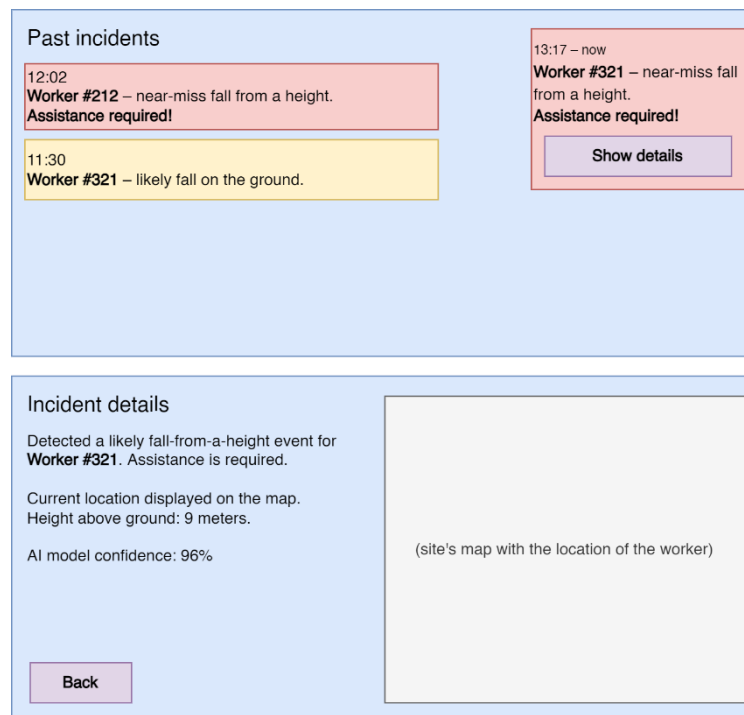 Past incidents
12:02
Worker #212 – near-miss fall from a height.
Assistance required!
11:30
Worker #321 – likely fall on the ground.
13:17 – now
Worker #321 – near-miss fall
from a height.
Assistance required!
Show details
Incident details
Detected a likely fall-from-a-height event for
Worker #321. Assistance is required.
Current location displayed on the map.
Height above ground: 9 meters.
AI model confidence: 96%
(site's map with the location of the worker)
Back